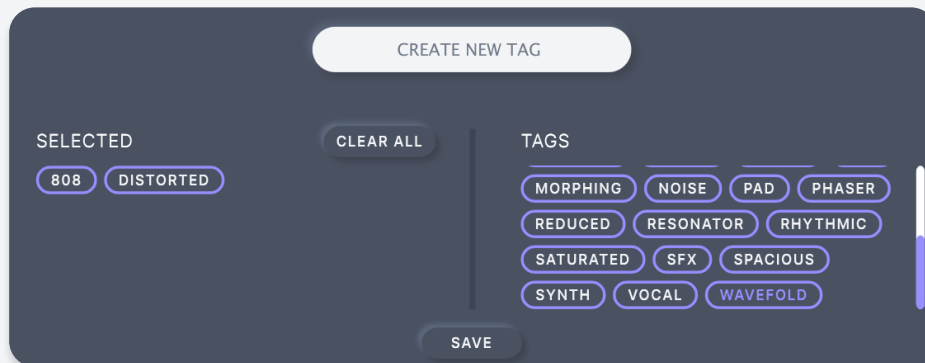 CREATE NEW TAG
SELECTED
CLEAR ALL
808 DISTORTED
TAGS
MORPHING NOISE PAD PHASER
REDUCED RESONATOR RHYTHMIC
SATURATED SFX SPACIOUS
SYNTH VOCAL WAVEFOLD
SAVE